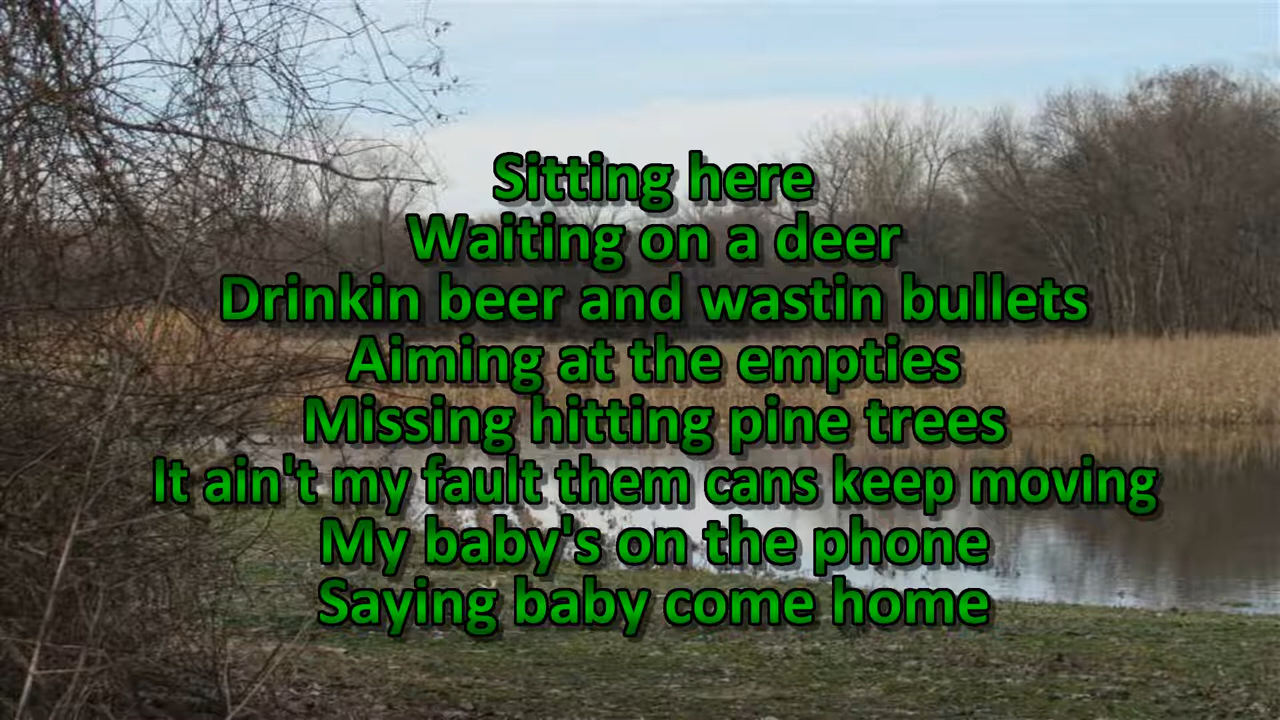 Sitting here
Waiting on a deer
Drinkin beer and wastin bullets
Aiming at the empties
Missing hitting pine trees
It ain't my fault them cans keep moving
My baby's on the phone
Saying baby come home